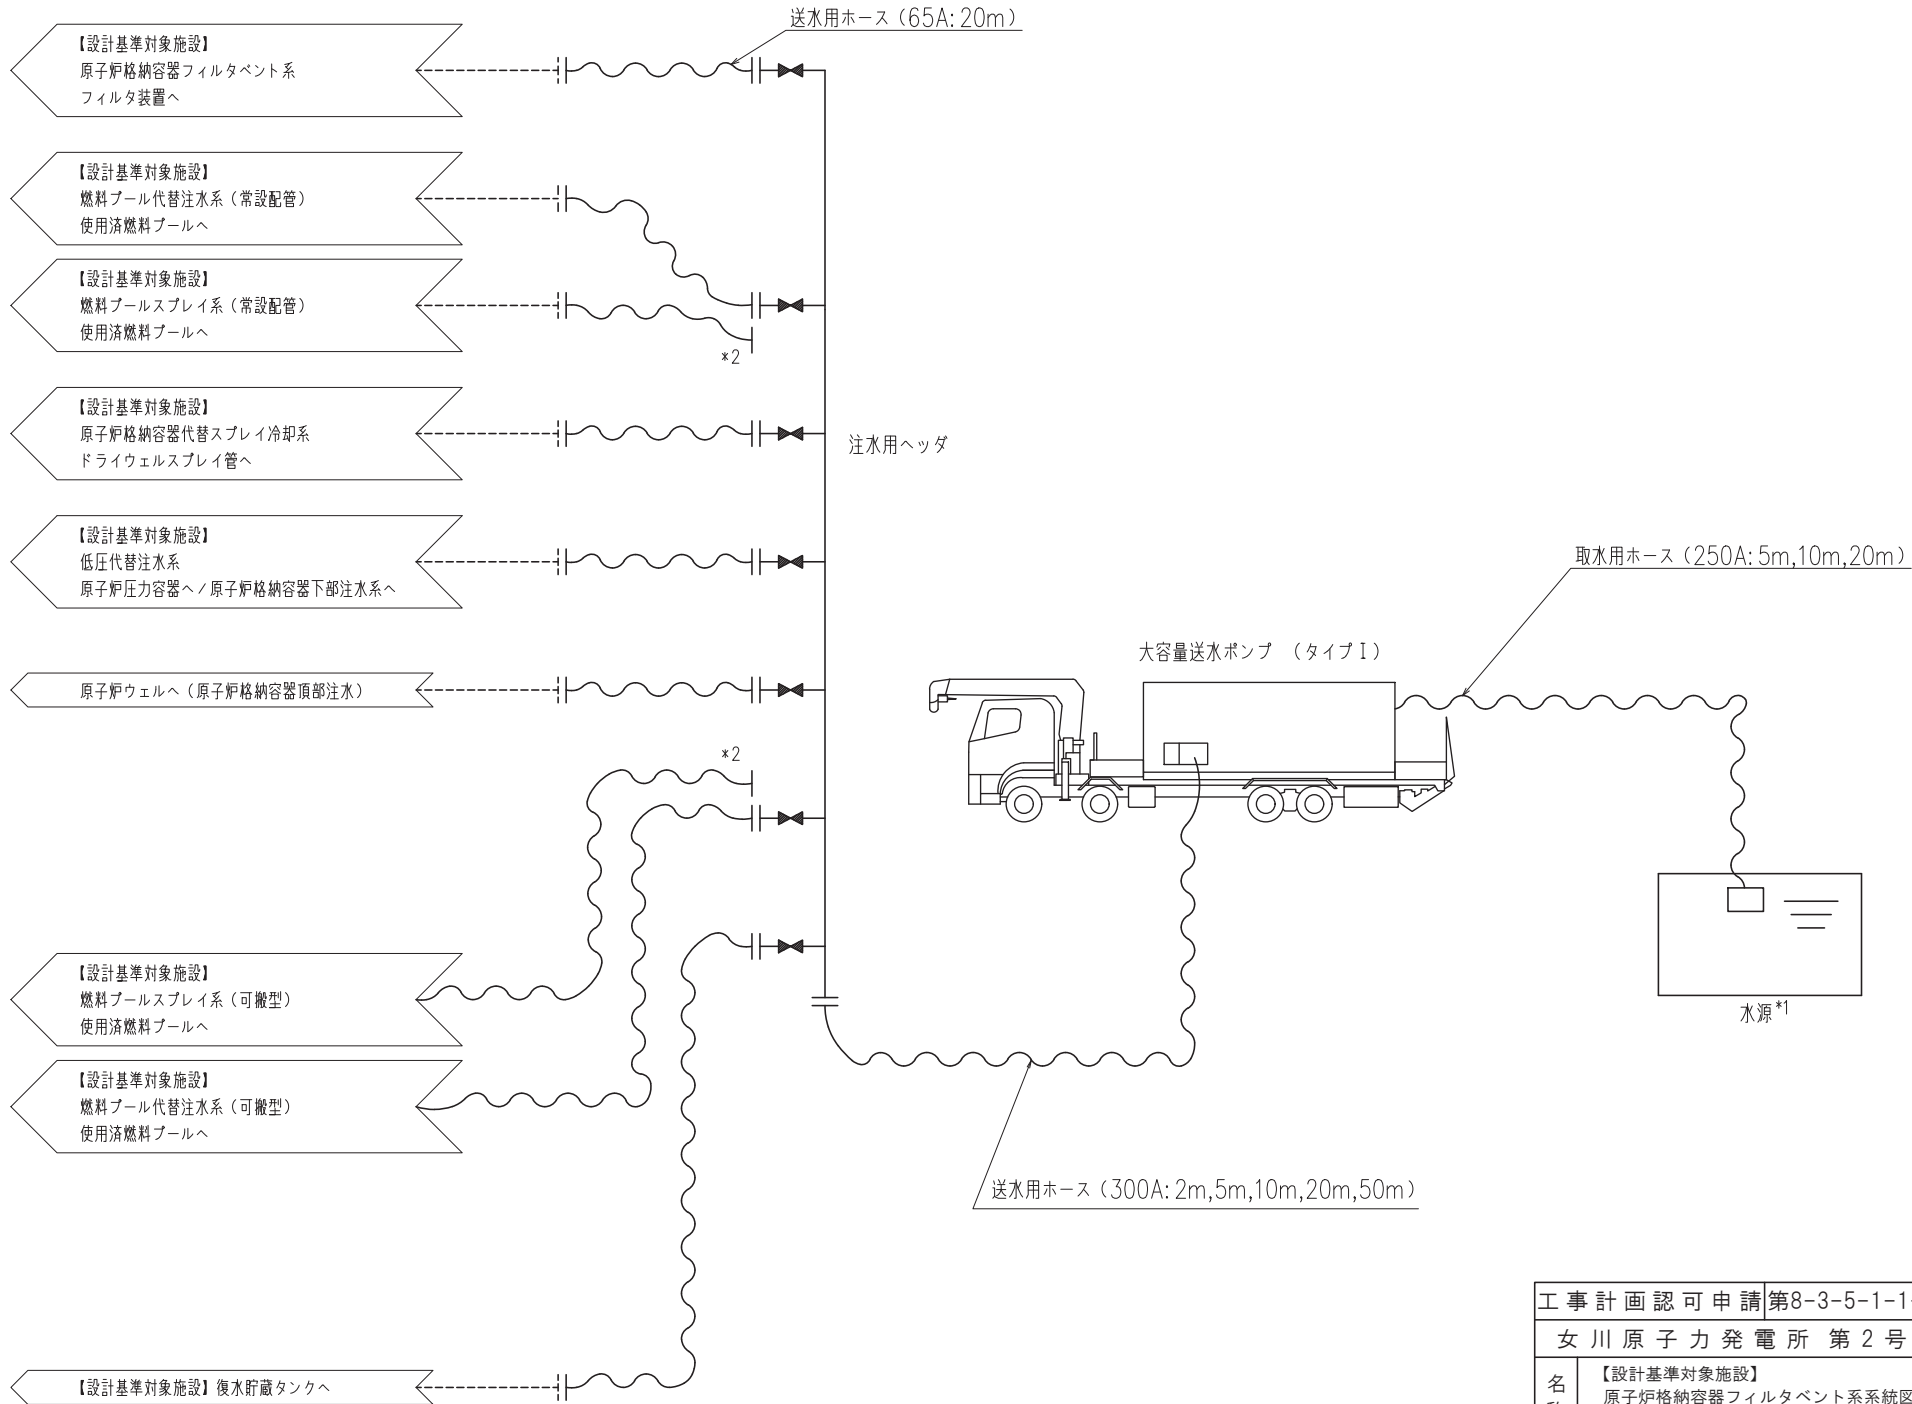 送水用ホース（65A:20m）
【設計基準対象施設】
原子炉格納容器フィルタベント系
フィルタ装置へ
【設計基準対象施設】
燃料プール代替注水系（常設配管）
使用済燃料プールへ
【設計基準対象施設】
燃料プールスプレイ系（常設配管）
使用済燃料プールへ
*2
【設計基準対象施設】
原子炉格納容器代替スプレイ冷却系
ドライウェルスプレイ管へ
注水用ヘッダ
【設計基準対象施設】
低圧代替注水系
原子炉圧力容器へ/原子炉格納容器下部注水系へ
取水用ホース（250A:5m,10m,20m）
大容量送水ポンプ （タイプⅠ）
原子炉ウェルへ（原子炉格納容器頂部注水）
*2
【設計基準対象施設】
燃料プールスプレイ系（可搬型）
使用済燃料プールへ
水源*1
【設計基準対象施設】
燃料プール代替注水系（可搬型）
使用済燃料プールへ
送水用ホース（300A:2m,5m,10m,20m,50m）
【設計基準対象施設】復水貯蔵タンクへ
工事計画認可申請 第8-3-5-1-1-
女川原子力発電所 第2号
名
【設計基準対象施設】
原子炉格納容器フィルタベント系系統図